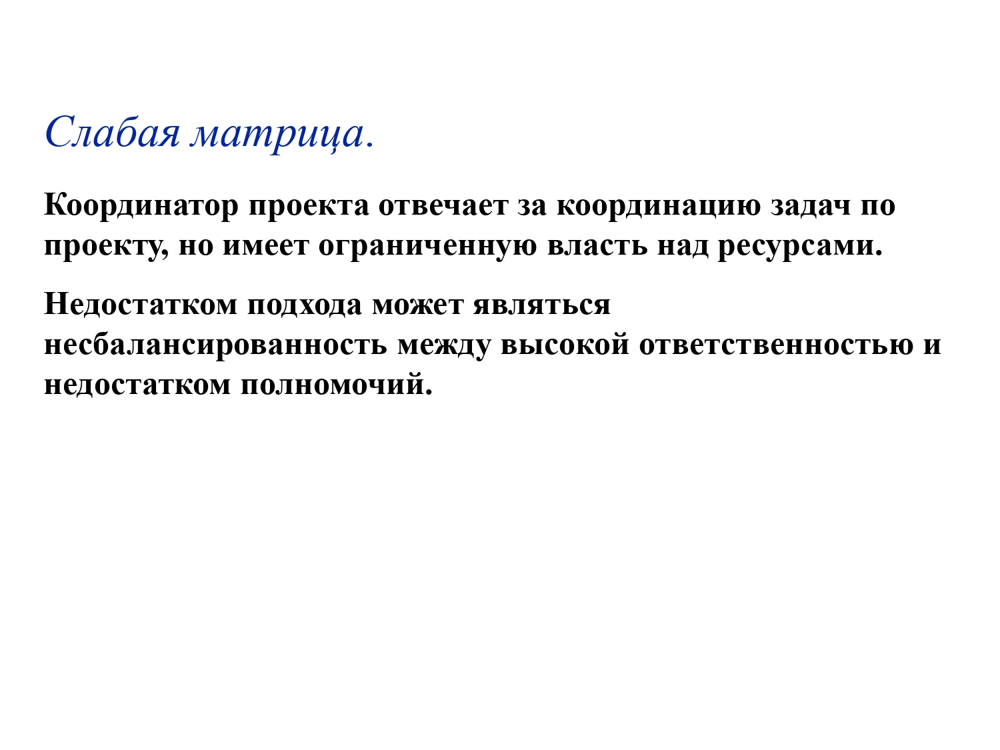 Слабая матрица.
Координатор проекта отвечает за координацию задач по
проекту, но имеет ограниченную власть над ресурсами.
Недостатком подхода может являться
несбалансированность между высокой ответственностью и
недостатком полномочий.